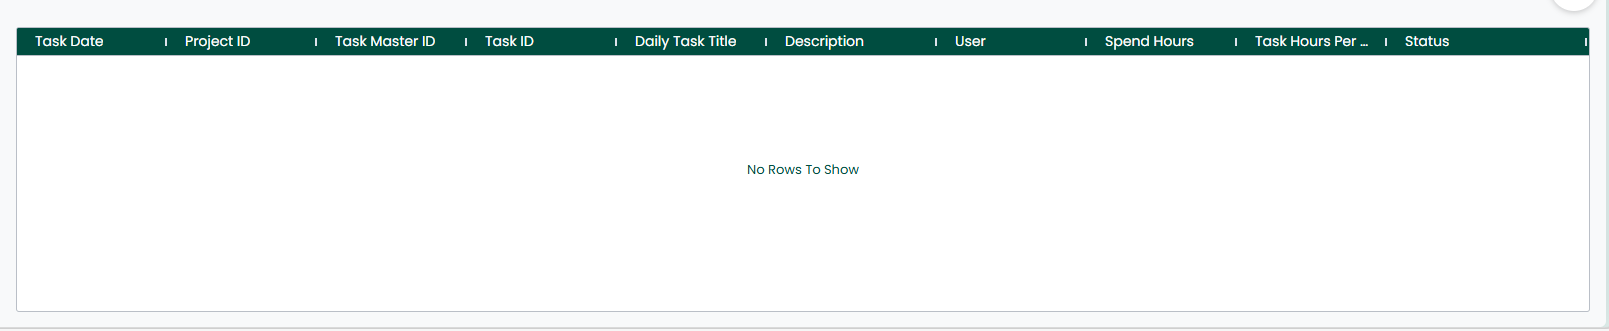 Task Date Project ID Task Master ID Task ID Daily Task Title Description User Spend Hours Task Hours Per ... Status
No Rows To Show